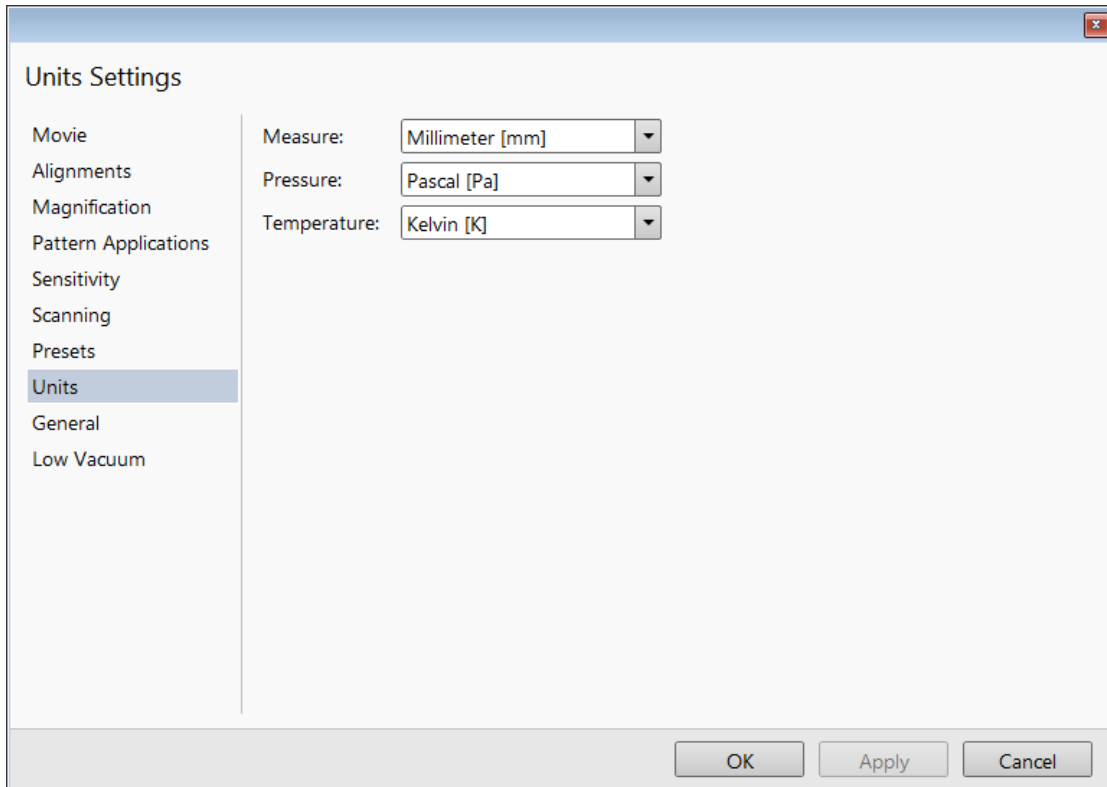 Units Settings
Movie
Alignments
Magnification
Pattern Applications
Sensitivity
Scanning
Presets
Units
General
Low Vacuum
Measure: Millimeter [mm]
Pressure: Pascal [Pa]
Temperature: Kelvin [K]
OK Apply Cancel